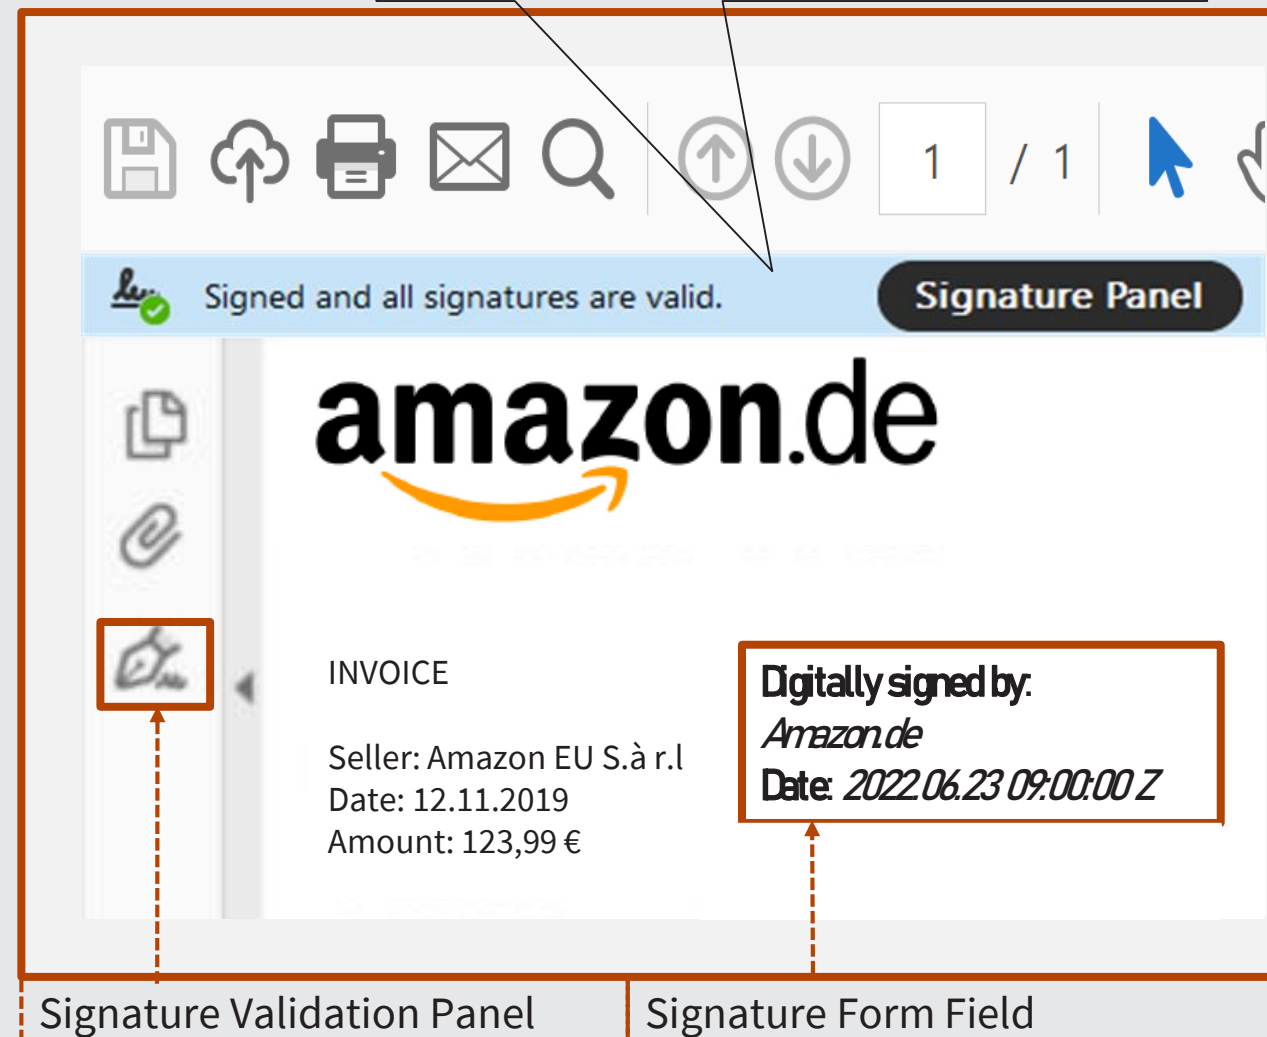 1 / 1
Signed and all signatures are valid.
Signature Panel
amazon.de
INVOICE
Seller: Amazon EU S.à r.l
Date: 12.11.2019
Amount: 123,99 €
Digitally signed by:
Amazon.de
Date: 2022.06.23 09:00:00 Z
Signature Validation Panel
Signature Form Field